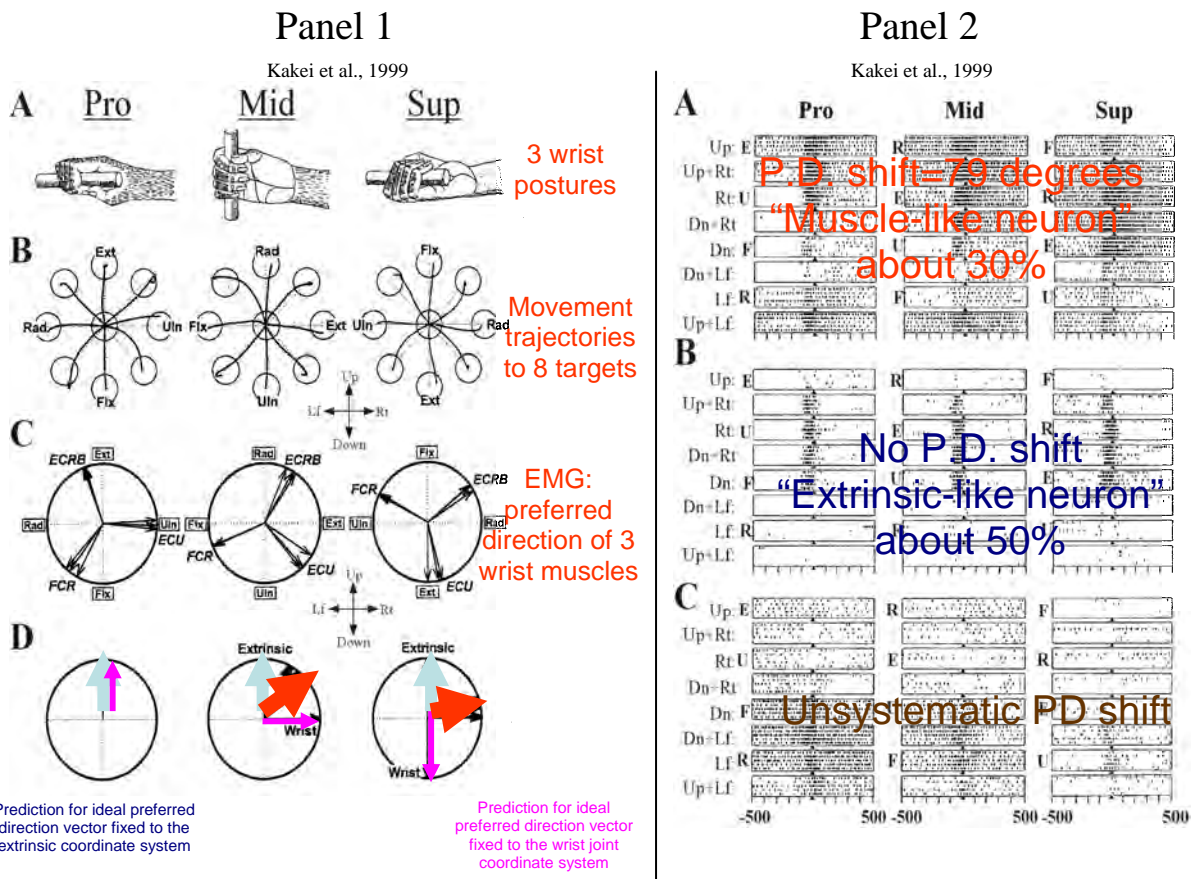 Panel 1
Kakei et al., 1999
A Pro Mid Sup
3 wrist
postures
B
Ext Rad Flx
Rad Uln Flx Ext Uln Rad
Flx Uln Ext
Movement
trajectories
to 8 targets
Up
Lf Rt
Down
C
Ext Rad Flx
ECRB ECRB ECRB
FCR
Rad Uln Flx Ext Uln Rad
ECU
FCR FCR ECU ECU
Flx Uln Ext
EMG:
preferred
direction of 3
wrist muscles
Up
Lf Rt
Down
D
Extrinsic Extrinsic
Wrist
Wrist
Prediction for ideal preferred
direction vector fixed to the
extrinsic coordinate system
Prediction for ideal
preferred direction vector
fixed to the wrist joint
coordinate system
Panel 2
Kakei et al., 1999
A
Pro Mid Sup
Up: E R F
Up+Rt:
Rt: U E R
Dn+Rt
Dn: F U E
Dn+Lf:
Lf: R F U
Up+Lf:
P.D. shift=79 degrees
“Muscle-like neuron”
about 30%
B
Up: E R F
Up+Rt:
Rt: U E R
Dn+Rt
Dn: F U E
Dn+Lf:
Lf: R
Up+Lf:
No P.D. shift
“Extrinsic-like neuron”
about 50%
C
Up: E R F
Up+Rt:
Rt: U E R
Dn+Rt
Dn: F
Dn+Lf:
Lf: R F U
Up+Lf:
Unsystematic PD shift
-500 500 -500 500 -500 500